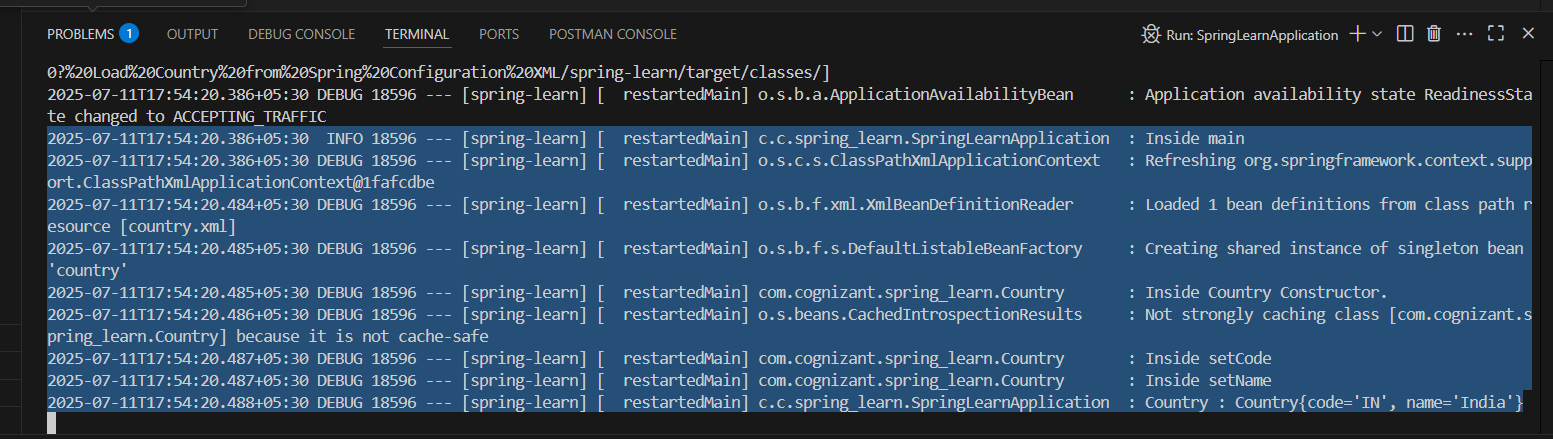 PROBLEMS 1 OUTPUT DEBUG CONSOLE TERMINAL PORTS POSTMAN CONSOLE Run: SpringLearnApplication
0?%20Load%20Country%20from%20Spring%20Configuration%20XML/spring-learn/target/classes/]
2025-07-11T17:54:20.386+05:30 DEBUG 18596 --- [spring-learn] [  restartedMain] o.s.b.a.ApplicationAvailabilityBean      : Application availability state ReadinessSta
te changed to ACCEPTING_TRAFFIC
2025-07-11T17:54:20.386+05:30  INFO 18596 --- [spring-learn] [  restartedMain] c.c.spring_learn.SpringLearnApplication  : Inside main
2025-07-11T17:54:20.386+05:30 DEBUG 18596 --- [spring-learn] [  restartedMain] o.s.c.s.ClassPathXmlApplicationContext   : Refreshing org.springframework.context.supp
ort.ClassPathXmlApplicationContext@1fafcdbe
2025-07-11T17:54:20.484+05:30 DEBUG 18596 --- [spring-learn] [  restartedMain] o.s.b.f.xml.XmlBeanDefinitionReader      : Loaded 1 bean definitions from class path r
esource [country.xml]
2025-07-11T17:54:20.485+05:30 DEBUG 18596 --- [spring-learn] [  restartedMain] o.s.b.f.s.DefaultListableBeanFactory     : Creating shared instance of singleton bean
'country'
2025-07-11T17:54:20.485+05:30 DEBUG 18596 --- [spring-learn] [  restartedMain] com.cognizant.spring_learn.Country       : Inside Country Constructor.
2025-07-11T17:54:20.486+05:30 DEBUG 18596 --- [spring-learn] [  restartedMain] o.s.beans.CachedIntrospectionResults     : Not strongly caching class [com.cognizant.s
pring_learn.Country] because it is not cache-safe
2025-07-11T17:54:20.487+05:30 DEBUG 18596 --- [spring-learn] [  restartedMain] com.cognizant.spring_learn.Country       : Inside setCode
2025-07-11T17:54:20.487+05:30 DEBUG 18596 --- [spring-learn] [  restartedMain] com.cognizant.spring_learn.Country       : Inside setName
2025-07-11T17:54:20.488+05:30 DEBUG 18596 --- [spring-learn] [  restartedMain] c.c.spring_learn.SpringLearnApplication  : Country : Country{code='IN', name='India'}